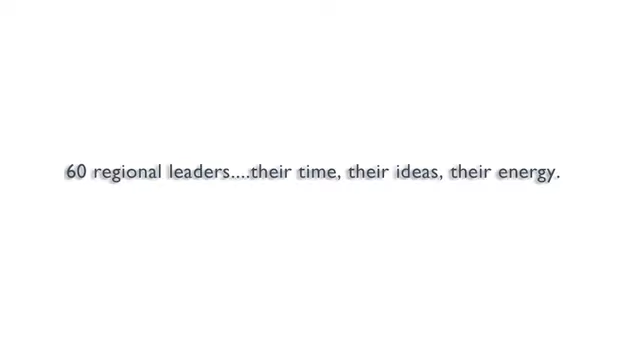 60 regional leaders....their time, their ideas, their energy.